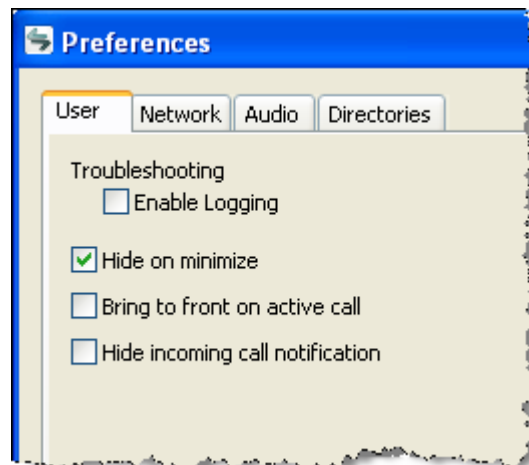 Preferences
User Network Audio Directories
Troubleshooting
Enable Logging
Hide on minimize
Bring to front on active call
Hide incoming call notification